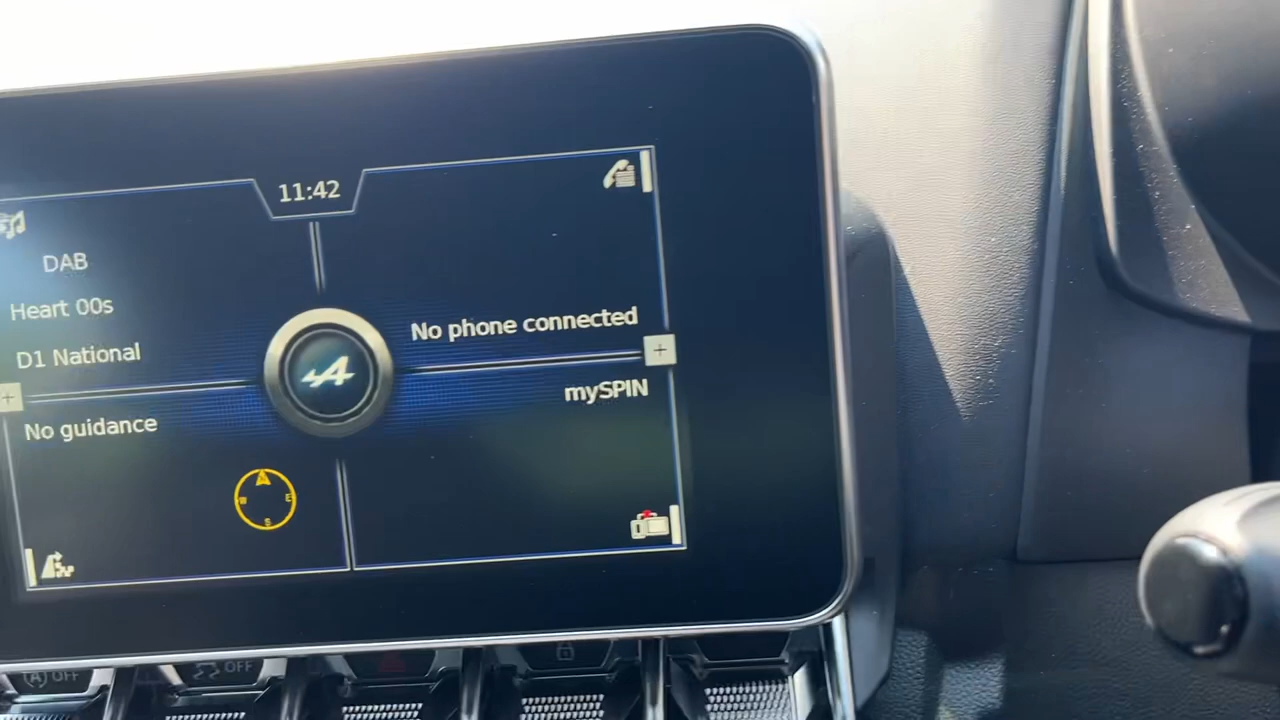 11:42
DAB
Heart 00s
D1 National
No phone connected
mySPIN
No guidance
W
E
S
A OFF
OFF